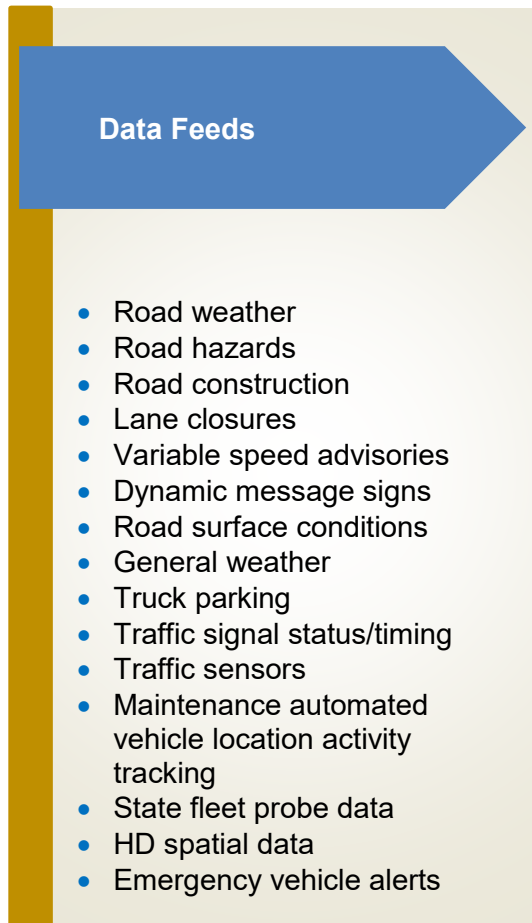 Data Feeds
• Road weather
• Road hazards
• Road construction
• Lane closures
• Variable speed advisories
• Dynamic message signs
• Road surface conditions
• General weather
• Truck parking
• Traffic signal status/timing
• Traffic sensors
• Maintenance automated
vehicle location activity
tracking
• State fleet probe data
• HD spatial data
• Emergency vehicle alerts